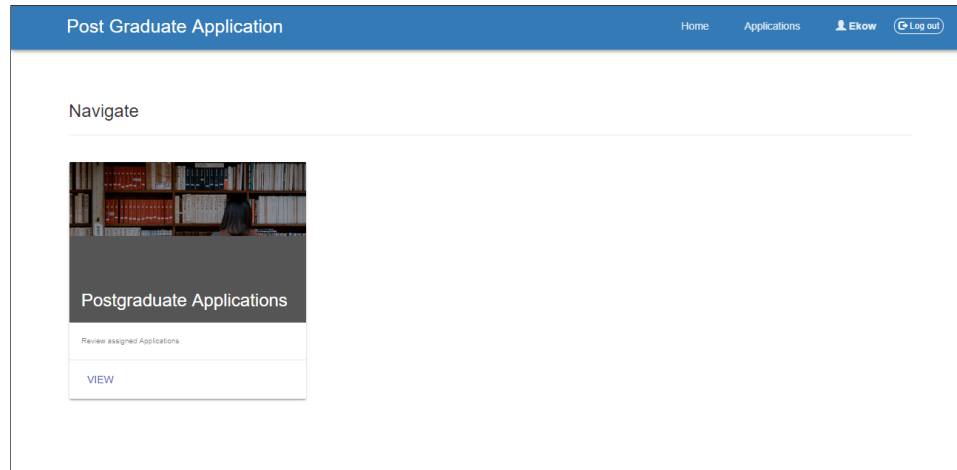 Post Graduate Application
Home
Applications
Ekow
Log out
Navigate
Postgraduate Applications
Review assigned Applications.
VIEW